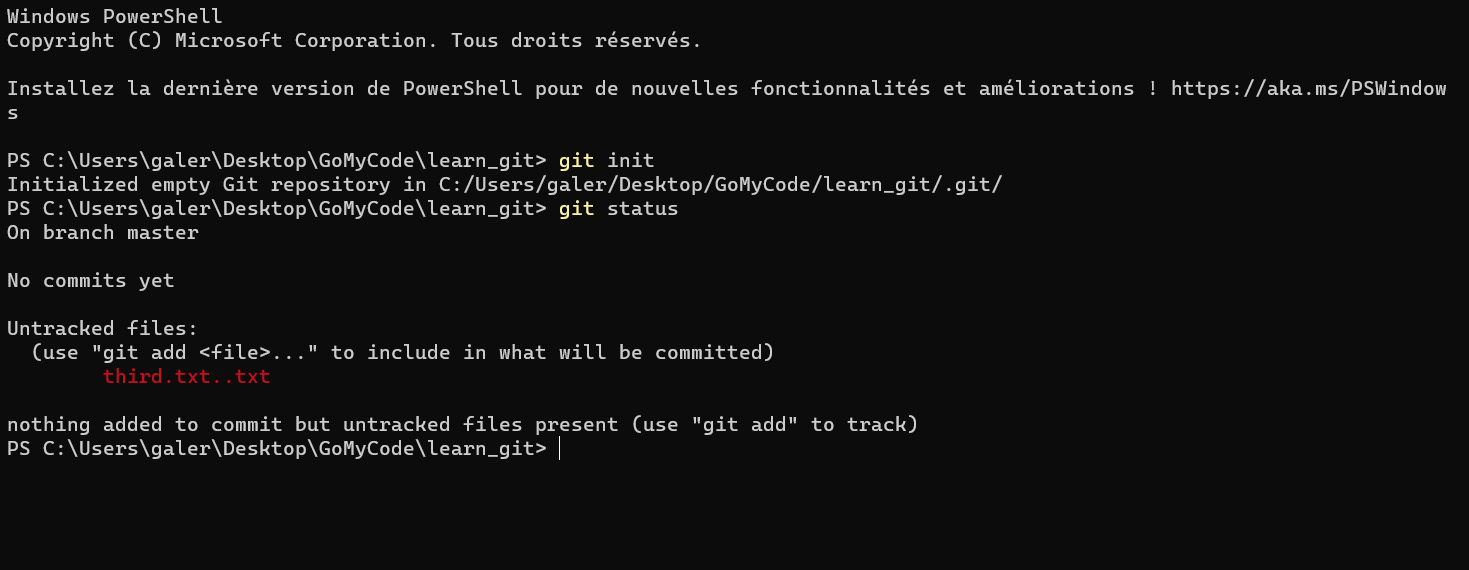 Windows PowerShell
Copyright (C) Microsoft Corporation. Tous droits réservés.
Installez la dernière version de PowerShell pour de nouvelles fonctionnalités et améliorations ! https://aka.ms/PSWindow
s
PS C:\Users\galer\Desktop\GoMyCode\learn_git> git init
Initialized empty Git repository in C:/Users/galer/Desktop/GoMyCode/learn_git/.git/
PS C:\Users\galer\Desktop\GoMyCode\learn_git> git status
On branch master
No commits yet
Untracked files:
  (use "git add <file>..." to include in what will be committed)
        third.txt..txt
nothing added to commit but untracked files present (use "git add" to track)
PS C:\Users\galer\Desktop\GoMyCode\learn_git>